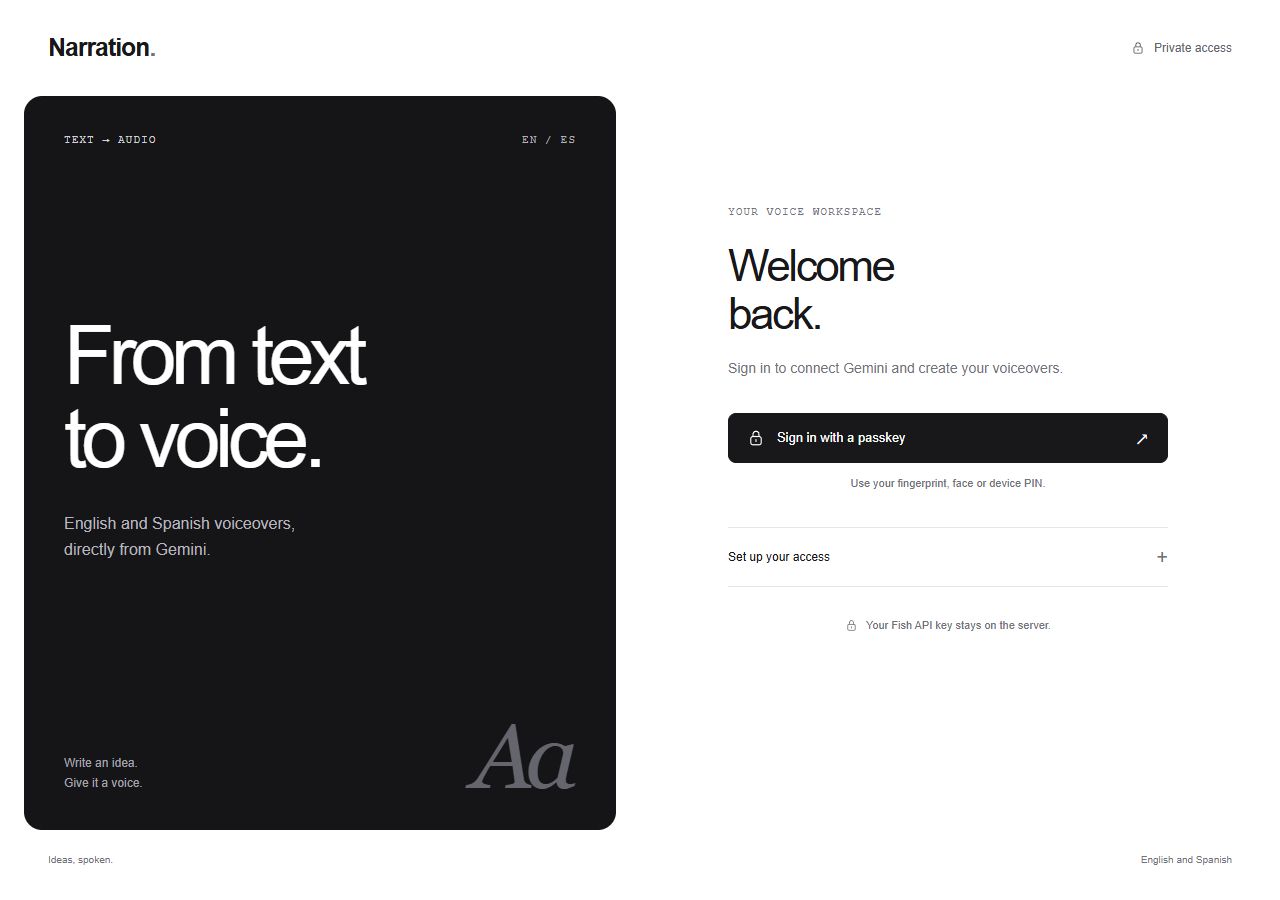 Narration.
Private access
TEXT → AUDIO
EN / ES
From text
to voice.
English and Spanish voiceovers,
directly from Gemini.
Write an idea.
Give it a voice.
Aa
YOUR VOICE WORKSPACE
Welcome
back.
Sign in to connect Gemini and create your voiceovers.
Sign in with a passkey ↗
Use your fingerprint, face or device PIN.
Set up your access +
Your Fish API key stays on the server.
Ideas, spoken.
English and Spanish